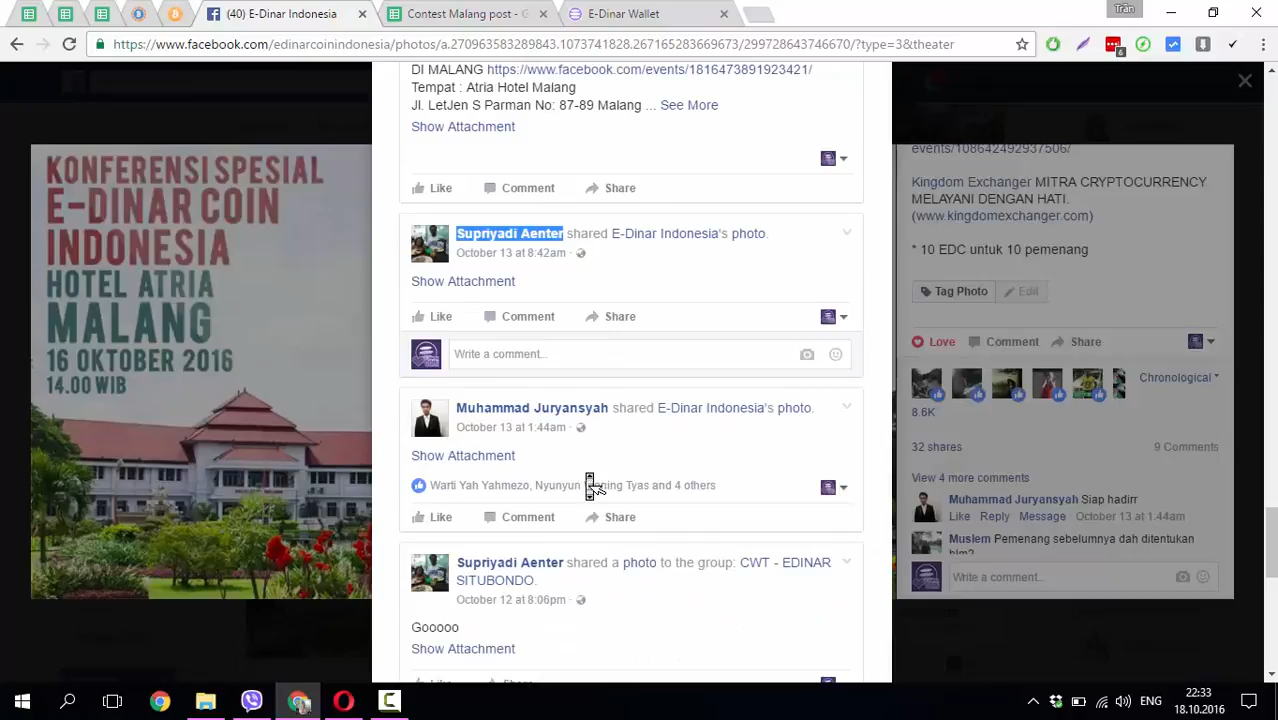 Trân
(40) E-Dinar Indonesia
Contest Malang post - G
E-Dinar Wallet
https://www.facebook.com/edinarcoinindonesia/photos/a.270963583289943.1073741828.267165283669673/299728643746670/?type=3&theater
6
DI MALANG https://www.facebook.com/events/1816473891923421/
Tempat : Atria Hotel Malang
Jl. LetJen S Parman No: 87-89 Malang ... See More
Show Attachment
Like Comment Share
Supriyadi Aenter shared E-Dinar Indonesia's photo.
October 13 at 8:42am
Show Attachment
Like Comment Share
Write a comment...
Muhammad Juryansyah shared E-Dinar Indonesia's photo.
October 13 at 1:44am
Show Attachment
Warti Yah Yahmezo, Nyunyun Tyas and 4 others
Like Comment Share
Supriyadi Aenter shared a photo to the group: CWT - EDINAR
SITUBONDO.
October 12 at 8:06pm
Gooooo
Show Attachment
Like Share
KONFERENSI SPESIAL
E-DINAR COIN
INDONESIA
HOTEL ATRIA
MALANG
16 OKTOBER 2016
14.00 WIB
events/108642492937506/
Kingdom Exchanger MITRA CRYPTOCURRENCY
MELAYANI DENGAN HATI.
(www.kingdomexchanger.com)
* 10 EDC untuk 10 pemenang
Tag Photo Edit
Love Comment Share
Chronological
8.6K
32 shares 9 Comments
View 4 more comments
Muhammad Juryansyah Siap hadirr
Like Reply Message October 13 at 1:44am
Muslem Pemenang sebelumnya dah ditentukan
blm?
Write a comment...
ENG
22:33
18.10.2016